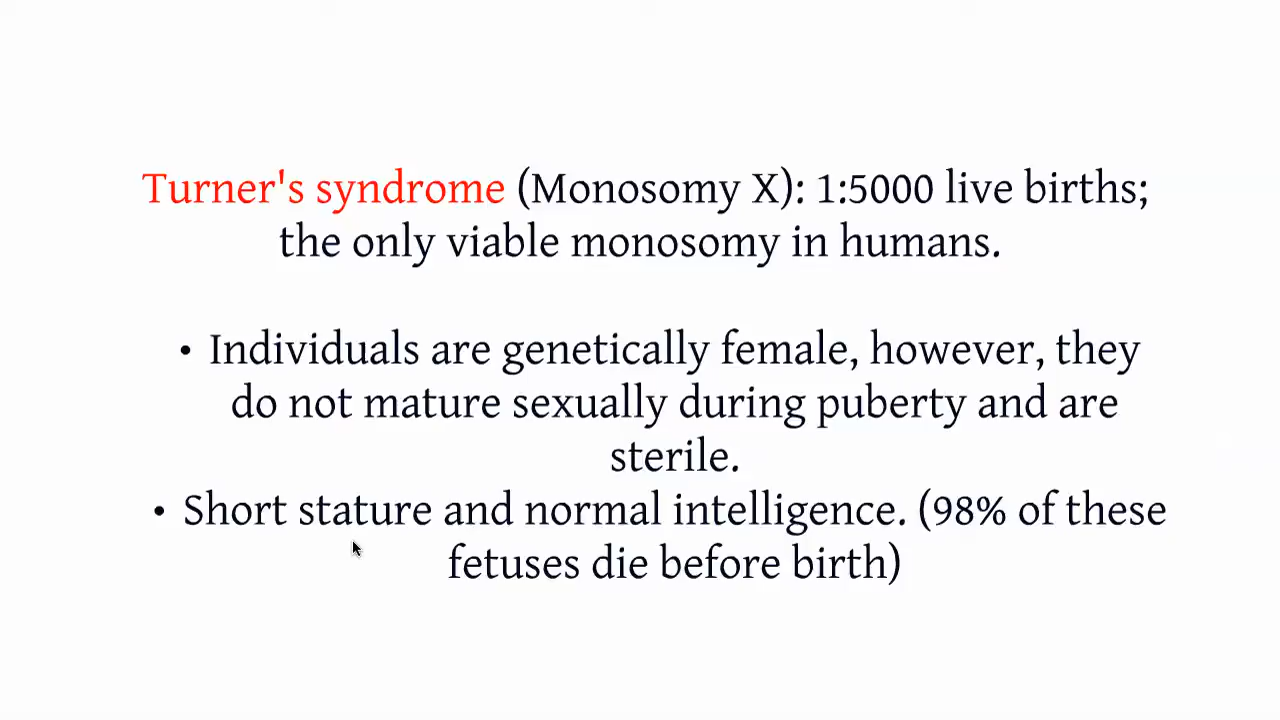 Turner's syndrome (Monosomy X): 1:5000 live births;
the only viable monosomy in humans.
• Individuals are genetically female, however, they
do not mature sexually during puberty and are
sterile.
• Short stature and normal intelligence. (98% of these
fetuses die before birth)